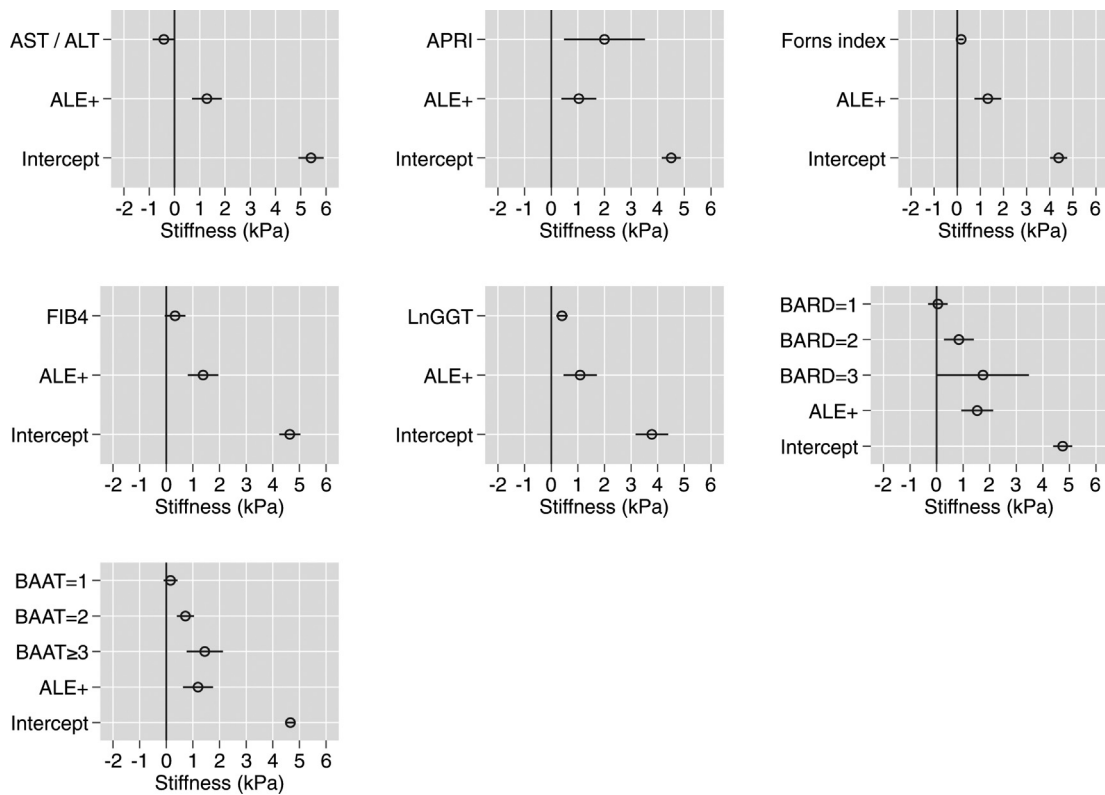 AST / ALT
ALE+
Intercept
-2 -1 0 1 2 3 4 5 6
Stiffness (kPa)
APRI
ALE+
Intercept
-2 -1 0 1 2 3 4 5 6
Stiffness (kPa)
Forns index
ALE+
Intercept
-2 -1 0 1 2 3 4 5 6
Stiffness (kPa)
FIB4
ALE+
Intercept
-2 -1 0 1 2 3 4 5 6
Stiffness (kPa)
LnGGT
ALE+
Intercept
-2 -1 0 1 2 3 4 5 6
Stiffness (kPa)
BARD=1
BARD=2
BARD=3
ALE+
Intercept
-2 -1 0 1 2 3 4 5 6
Stiffness (kPa)
BAAT=1
BAAT=2
BAAT≥3
ALE+
Intercept
-2 -1 0 1 2 3 4 5 6
Stiffness (kPa)